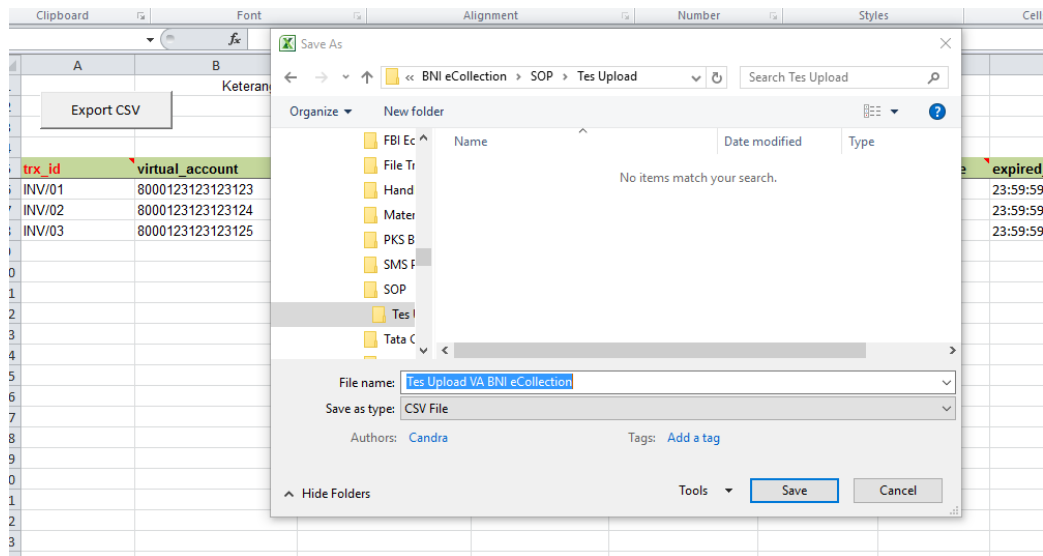 Clipboard Font Alignment Number Styles Cell
fx
Save As
« BNI eCollection › SOP › Tes Upload
Search Tes Upload
Organize New folder
Name Date modified Type
No items match your search.
FBI Ec
File Tr
Hand
Mater
PKS B
SMS P
SOP
Tes
Tata C
File name: Tes Upload VA BNI eCollection
Save as type: CSV File
Authors: Candra Tags: Add a tag
Hide Folders
Tools Save Cancel
A B
Keteran
Export CSV
trx_id virtual_account expired_
INV/01 8000123123123123 23:59:59
INV/02 8000123123123124 23:59:59
INV/03 8000123123123125 23:59:59